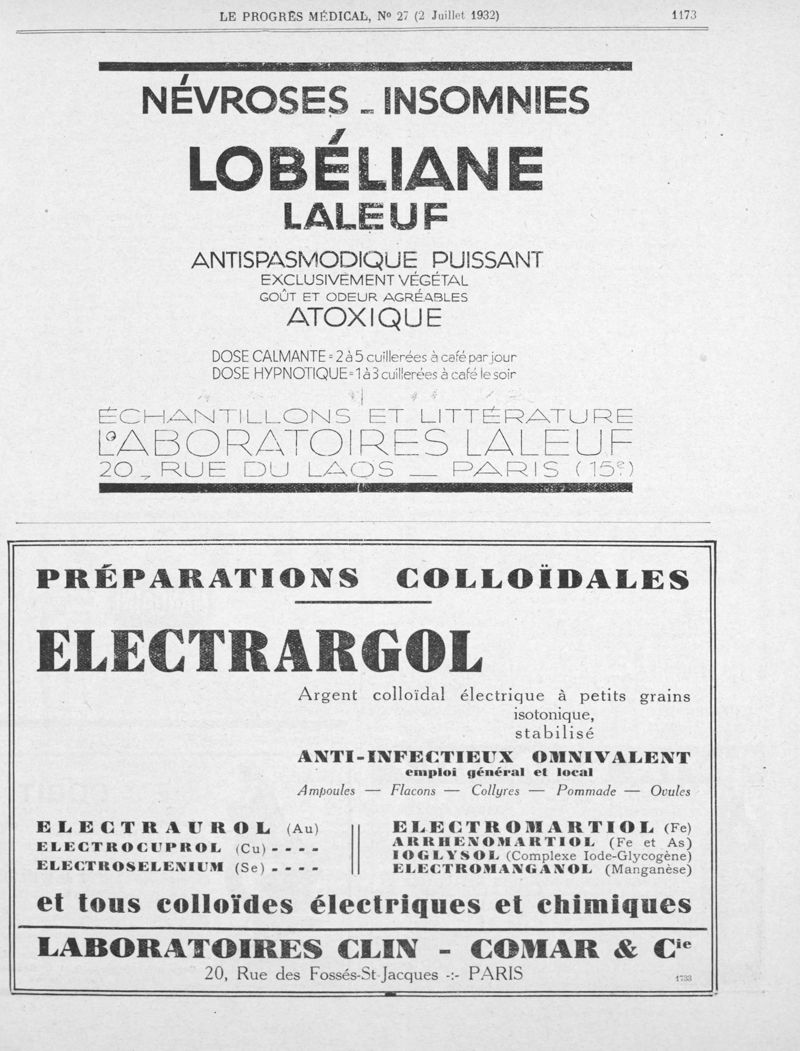 LE PROGRÈS MÉDICAL, No 27 (2 Juillet 1932) 1173
NÉVROSES - INSOMNIES
LOBÉLIANE
LALEUF
ANTISPASMODIQUE PUISSANT
EXCLUSIVEMENT VÉGÉTAL
GOÛT ET ODEUR AGRÉABLES
ATOXIQUE
DOSE CALMANTE = 2 à 5 cuillerées à café par jour
DOSE HYPNOTIQUE = 1 à 3 cuillerées à café le soir
ÉCHANTILLONS ET LITTÉRATURE
LABORATOIRES LALEUF
20, RUE DU LAOS — PARIS (15e)
PRÉPARATIONS COLLOÏDALES
ELECTRARGOL
Argent colloïdal électrique à petits grains
isotonique,
stabilisé
ANTI-INFECTIEUX OMNIVALENT
emploi général et local
Ampoules — Flacons — Collyres — Pommade — Ovules
ELECTRAUROL (Au)
ELECTROCUPROL (Cu) - - - -
ELECTROSELENIUM (Se) - - - -
ELECTROMARTIOL (Fe)
ARRHENOMARTIOL (Fe et As)
IOGLYSOL (Complexe Iode-Glycogène)
ELECTROMANGANOL (Manganèse)
et tous colloïdes électriques et chimiques
LABORATOIRES CLIN - COMAR & Cie
20, Rue des Fossés-St-Jacques -:- PARIS
1733